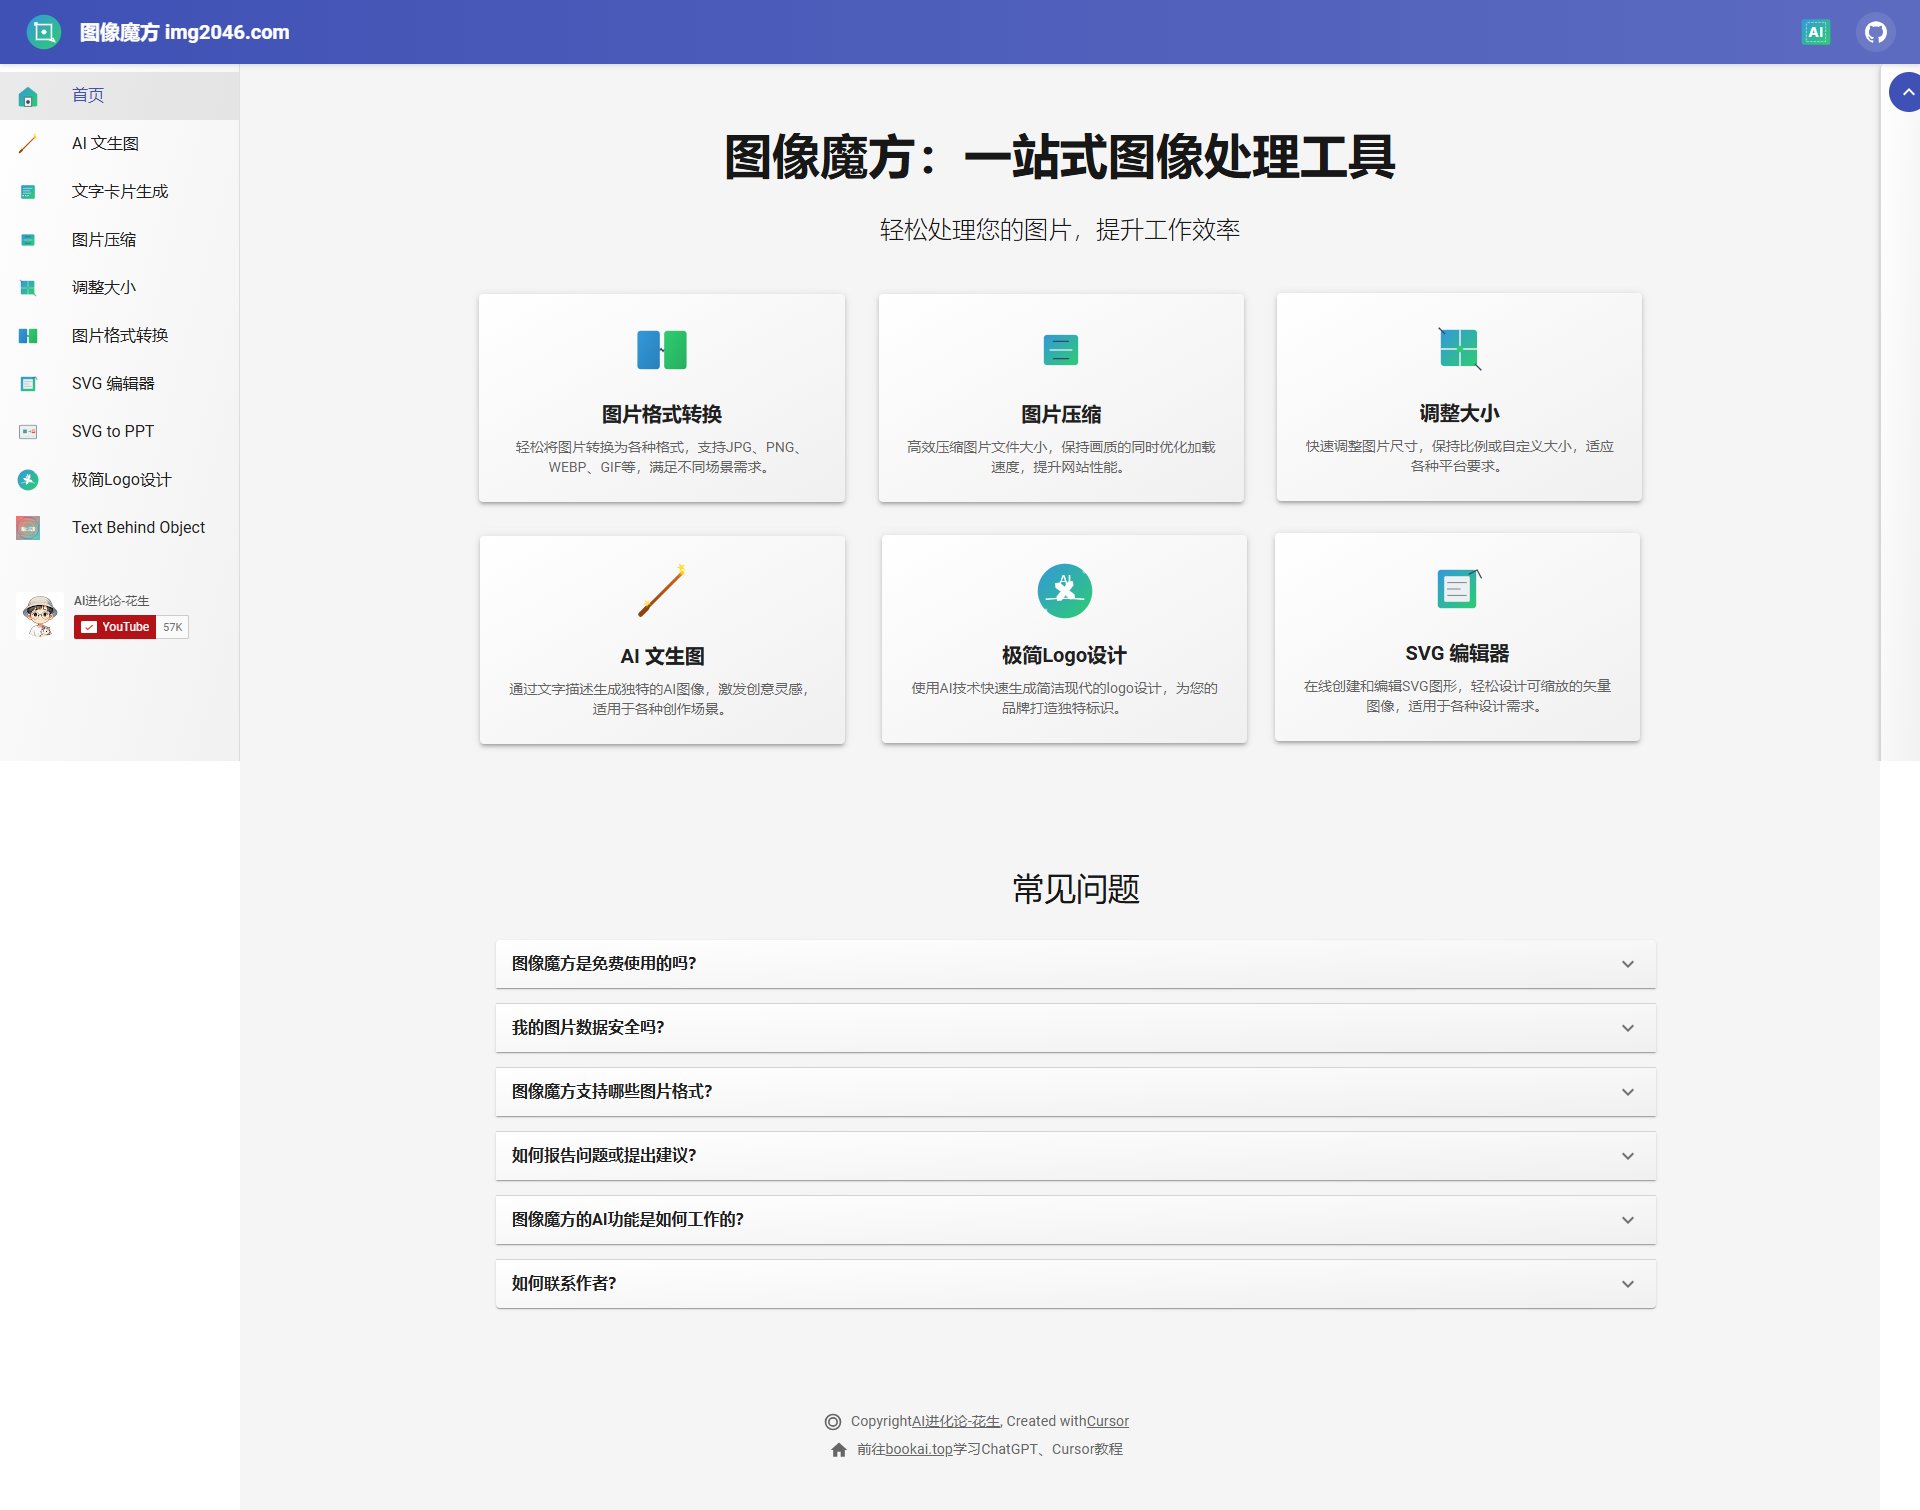 图像魔方 img2046.com
AI
首页
AI 文生图
文字卡片生成
图片压缩
调整大小
图片格式转换
SVG 编辑器
SVG to PPT
极简Logo设计
Text Behind Object
AI进化论-花生
YouTube 57K
图像魔方：一站式图像处理工具
轻松处理您的图片，提升工作效率
图片格式转换
轻松将图片转换为各种格式，支持JPG、PNG、
WEBP、GIF等，满足不同场景需求。
图片压缩
高效压缩图片文件大小，保持画质的同时优化加载
速度，提升网站性能。
调整大小
快速调整图片尺寸，保持比例或自定义大小，适应
各种平台要求。
AI 文生图
通过文字描述生成独特的AI图像，激发创意灵感，
适用于各种创作场景。
AI
极简Logo设计
使用AI技术快速生成简洁现代的logo设计，为您的
品牌打造独特标识。
SVG 编辑器
在线创建和编辑SVG图形，轻松设计可缩放的矢量
图像，适用于各种设计需求。
常见问题
图像魔方是免费使用的吗?
我的图片数据安全吗?
图像魔方支持哪些图片格式?
如何报告问题或提出建议?
图像魔方的AI功能是如何工作的?
如何联系作者?
CopyrightAI进化论-花生, Created withCursor
前往bookai.top学习ChatGPT、Cursor教程